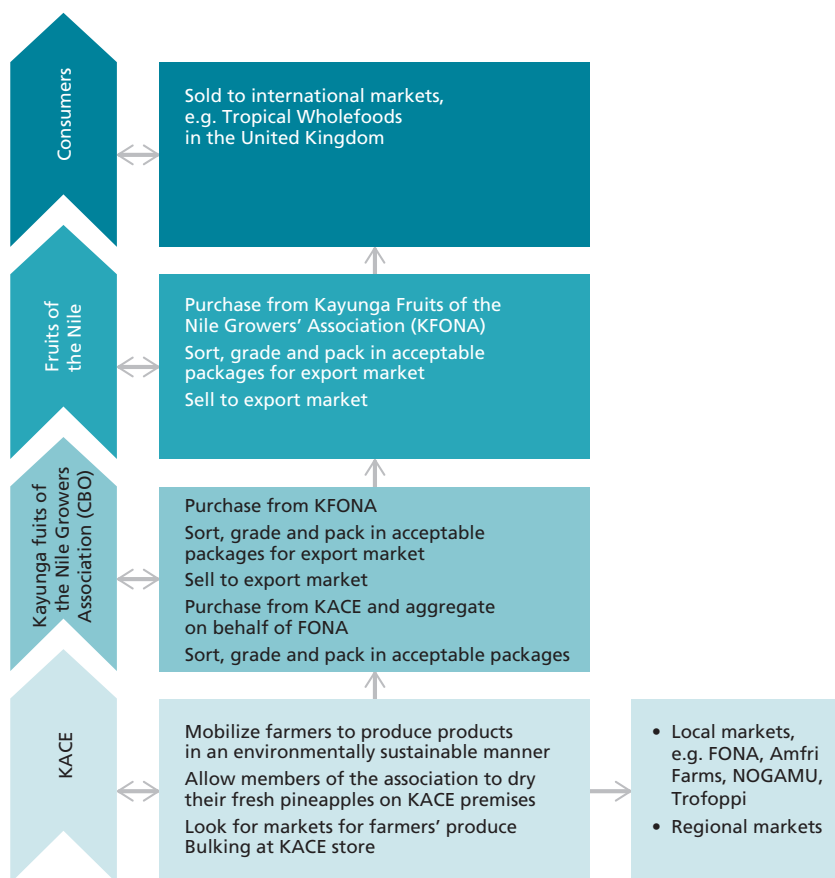 Consumers
Sold to international markets,
e.g. Tropical Wholefoods
in the United Kingdom
Fruits of
the Nile
Purchase from Kayunga Fruits of the
Nile Growers’ Association (KFONA)
Sort, grade and pack in acceptable
packages for export market
Sell to export market
Kayunga fuits of
the Nile Growers
Association (CBO)
Purchase from KFONA
Sort, grade and pack in acceptable
packages for export market
Sell to export market
Purchase from KACE and aggregate
on behalf of FONA
Sort, grade and pack in acceptable packages
KACE
Mobilize farmers to produce products
in an environmentally sustainable manner
Allow members of the association to dry
their fresh pineapples on KACE premises
Look for markets for farmers’ produce
Bulking at KACE store
• Local markets,
e.g. FONA, Amfri
Farms, NOGAMU,
Trofoppi
• Regional markets